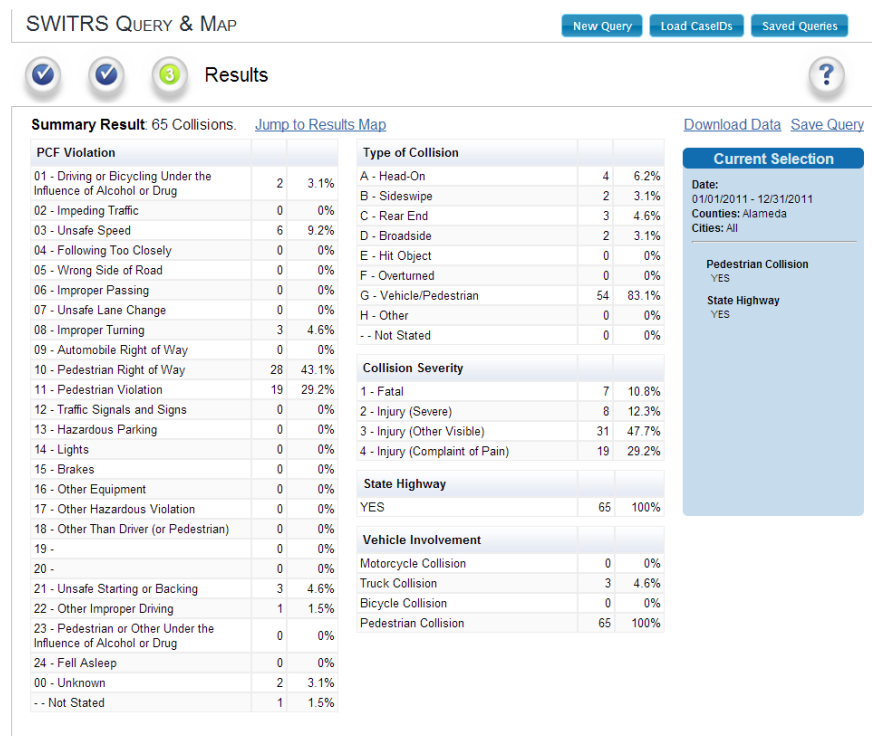 SWITRS QUERY & MAP
New Query
Load CaseIDs
Saved Queries
3
Results
?
Summary Result: 65 Collisions. Jump to Results Map
Download Data Save Query
PCF Violation
01 - Driving or Bicycling Under the
Influence of Alcohol or Drug 2 3.1%
02 - Impeding Traffic 0 0%
03 - Unsafe Speed 6 9.2%
04 - Following Too Closely 0 0%
05 - Wrong Side of Road 0 0%
06 - Improper Passing 0 0%
07 - Unsafe Lane Change 0 0%
08 - Improper Turning 3 4.6%
09 - Automobile Right of Way 0 0%
10 - Pedestrian Right of Way 28 43.1%
11 - Pedestrian Violation 19 29.2%
12 - Traffic Signals and Signs 0 0%
13 - Hazardous Parking 0 0%
14 - Lights 0 0%
15 - Brakes 0 0%
16 - Other Equipment 0 0%
17 - Other Hazardous Violation 0 0%
18 - Other Than Driver (or Pedestrian) 0 0%
19 - 0 0%
20 - 0 0%
21 - Unsafe Starting or Backing 3 4.6%
22 - Other Improper Driving 1 1.5%
23 - Pedestrian or Other Under the
Influence of Alcohol or Drug 0 0%
24 - Fell Asleep 0 0%
00 - Unknown 2 3.1%
- - Not Stated 1 1.5%
Type of Collision
A - Head-On 4 6.2%
B - Sideswipe 2 3.1%
C - Rear End 3 4.6%
D - Broadside 2 3.1%
E - Hit Object 0 0%
F - Overturned 0 0%
G - Vehicle/Pedestrian 54 83.1%
H - Other 0 0%
- - Not Stated 0 0%
Collision Severity
1 - Fatal 7 10.8%
2 - Injury (Severe) 8 12.3%
3 - Injury (Other Visible) 31 47.7%
4 - Injury (Complaint of Pain) 19 29.2%
State Highway
YES 65 100%
Vehicle Involvement
Motorcycle Collision 0 0%
Truck Collision 3 4.6%
Bicycle Collision 0 0%
Pedestrian Collision 65 100%
Current Selection
Date:
01/01/2011 - 12/31/2011
Counties: Alameda
Cities: All
Pedestrian Collision
YES
State Highway
YES